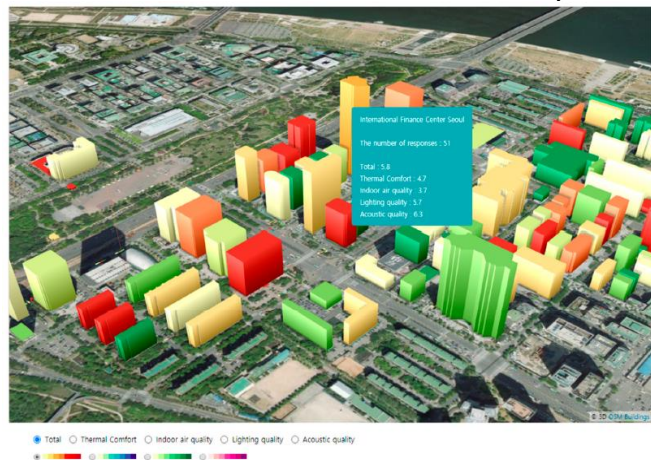 International Finance Center Seoul
The number of responses : 51
Total : 5.8
Thermal Comfort : 4.7
Indoor air quality : 3.7
Lighting quality : 5.7
Acoustic quality : 6.3
© 3D OSM Buildings
Total Thermal Comfort Indoor air quality Lighting quality Acoustic quality